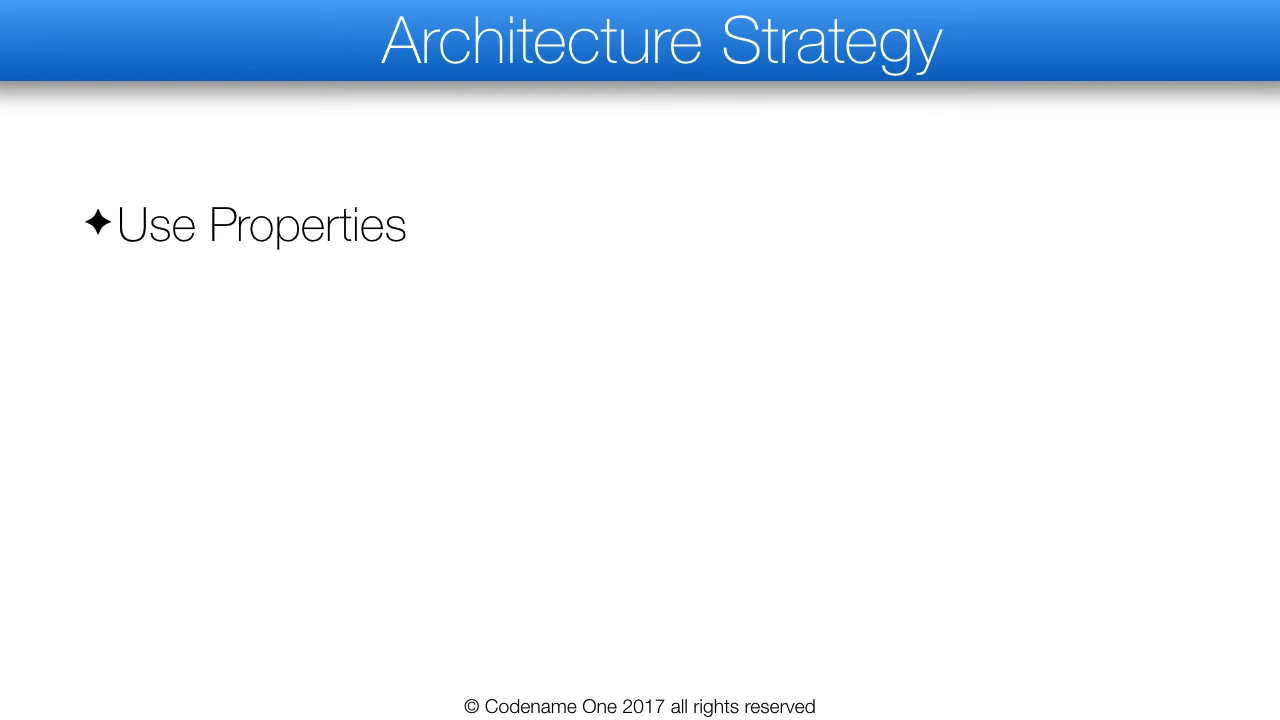 Architecture Strategy
✦Use Properties
© Codename One 2017 all rights reserved